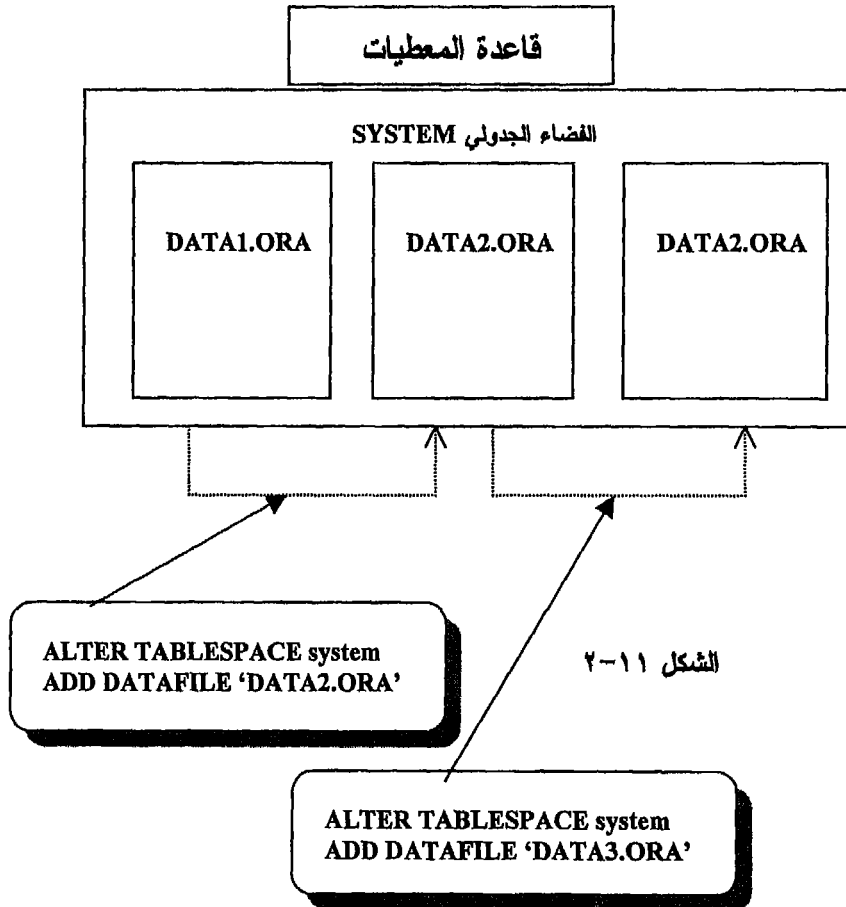 قاعدة المعطيات
الفضاء الجدولي SYSTEM
DATA1.ORA
DATA2.ORA
DATA2.ORA
ALTER TABLESPACE system
ADD DATAFILE ‘DATA2.ORA’
الشكل ١١-٢
ALTER TABLESPACE system
ADD DATAFILE ‘DATA3.ORA’